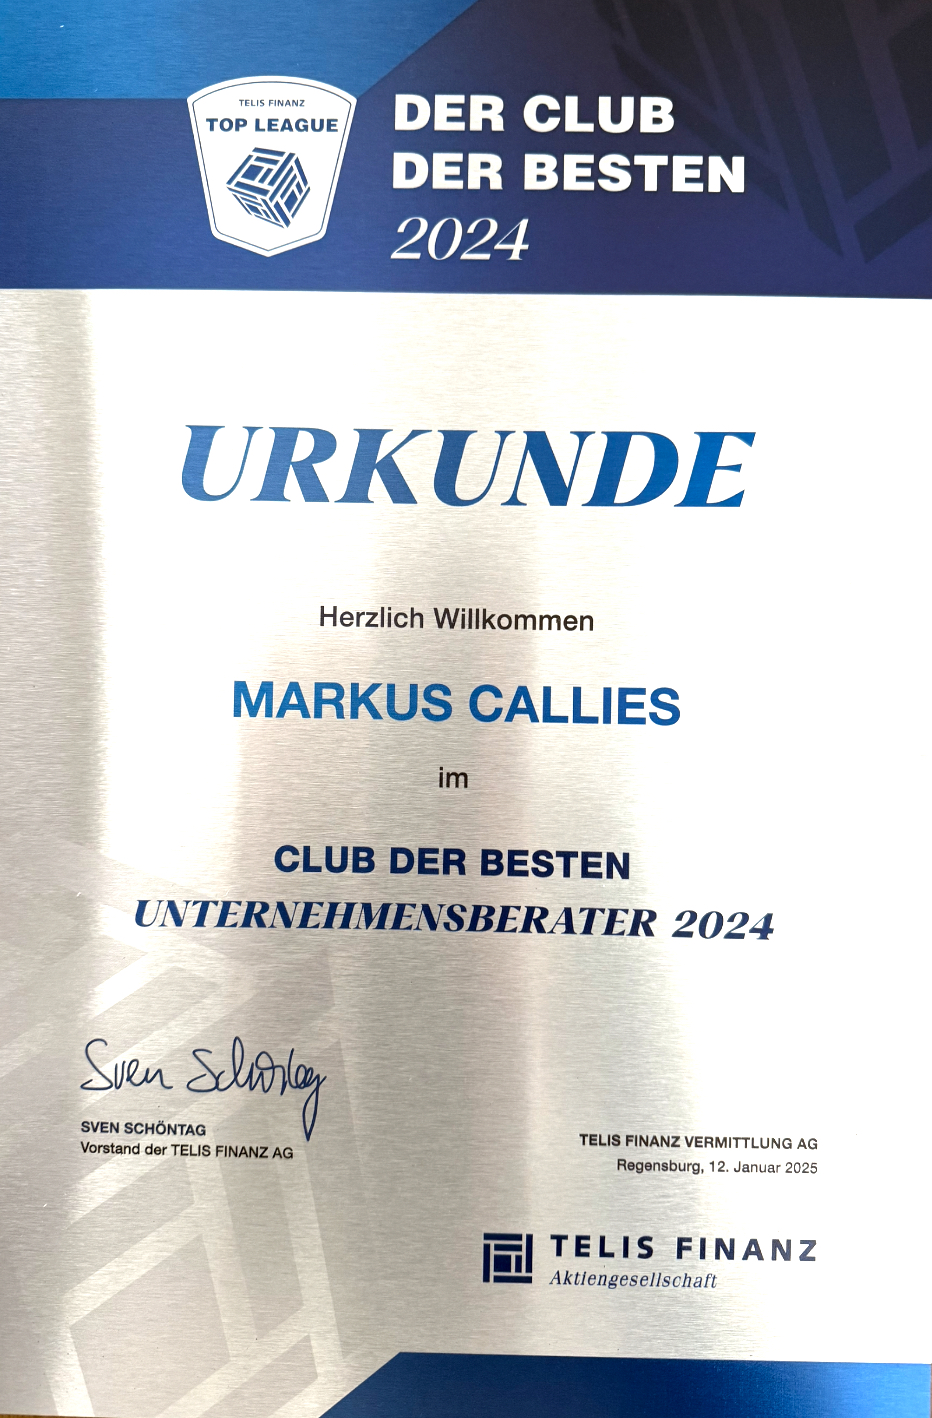 TELIS FINANZ
TOP LEAGUE
DER CLUB
DER BESTEN
2024
URKUNDE
Herzlich Willkommen
MARKUS CALLIES
im
CLUB DER BESTEN
UNTERNEHMENSBERATER 2024
Sven Schöntag
SVEN SCHÖNTAG
Vorstand der TELIS FINANZ AG
TELIS FINANZ VERMITTLUNG AG
Regensburg, 12. Januar 2025
TELIS FINANZ
Aktiengesellschaft